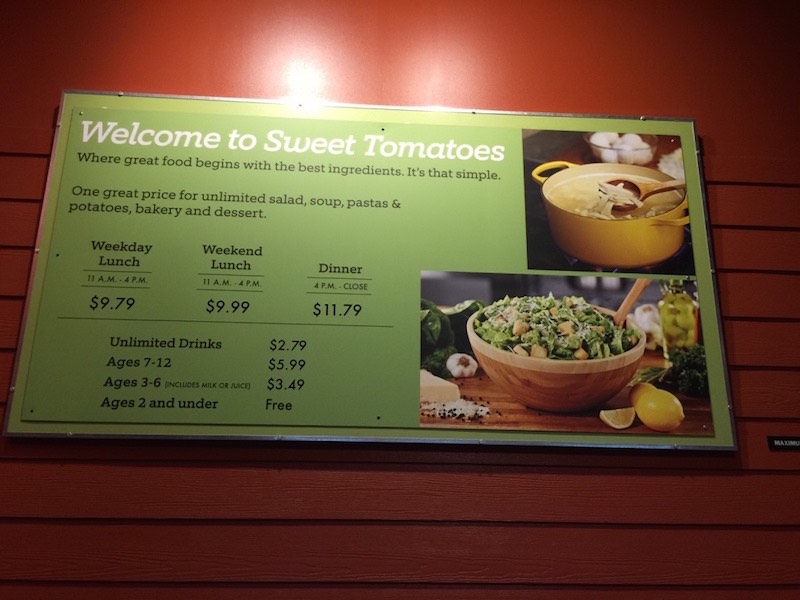 Welcome to Sweet Tomatoes
Where great food begins with the best ingredients. It's that simple.
One great price for unlimited salad, soup, pastas &
potatoes, bakery and dessert.
Weekday
Lunch
11 A.M. - 4 P.M.
$9.79
Weekend
Lunch
11 A.M. - 4 P.M.
$9.99
Dinner
4 P.M. - CLOSE
$11.79
Unlimited Drinks $2.79
Ages 7-12 $5.99
Ages 3-6 (INCLUDES MILK OR JUICE) $3.49
Ages 2 and under Free